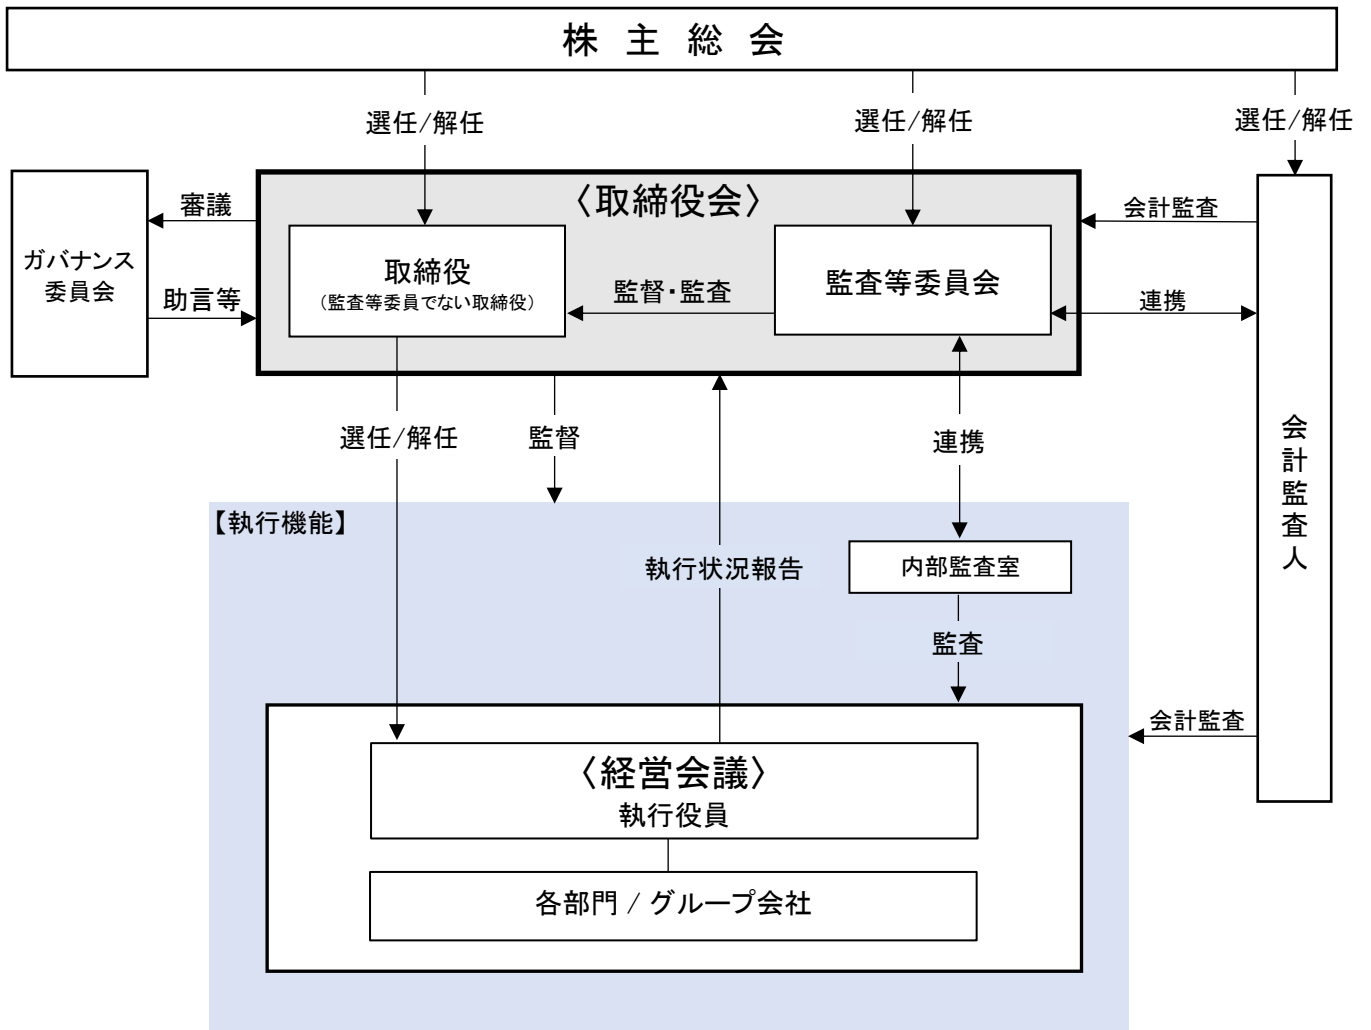 株主総会
選任/解任
選任/解任
選任/解任
〈取締役会〉
審議
会計監査
ガバナンス
委員会
取締役
（監査等委員でない取締役）
監督・監査
監査等委員会
助言等
連携
選任/解任
監督
連携
会計監査人
【執行機能】
執行状況報告
内部監査室
監査
会計監査
〈経営会議〉
執行役員
各部門 / グループ会社